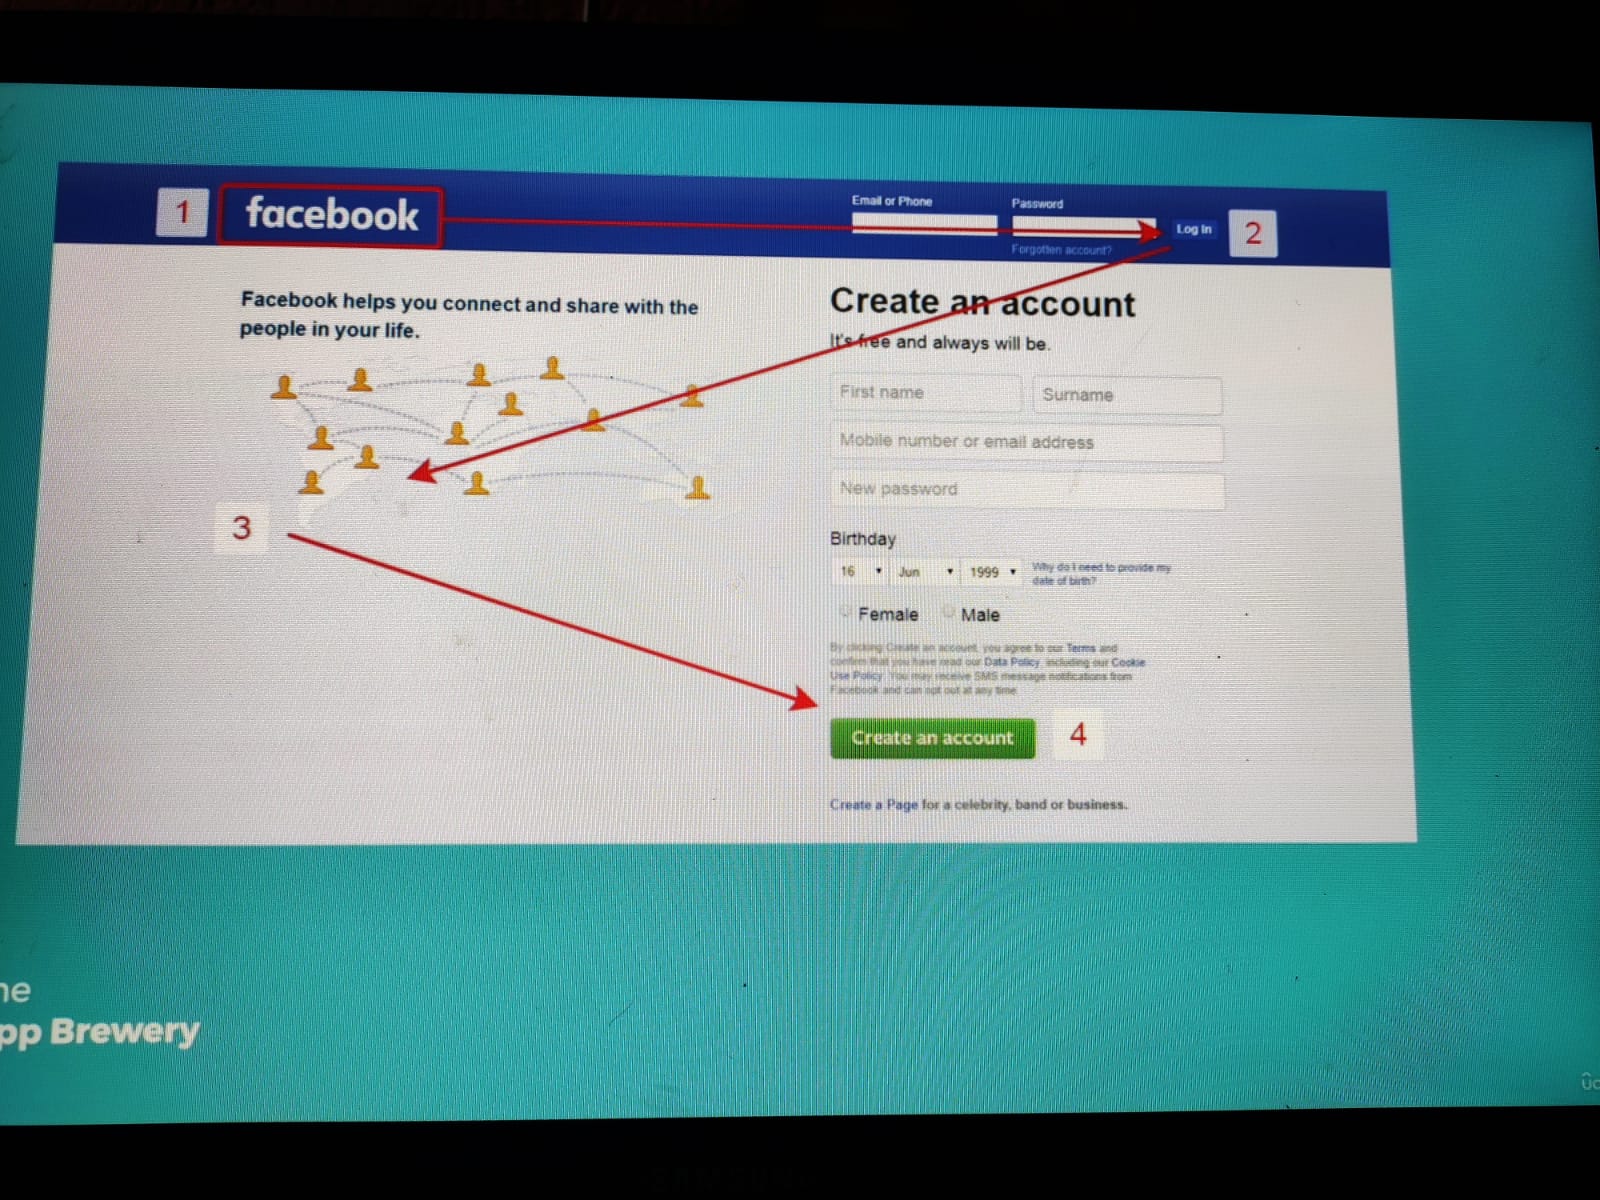 1
facebook
Email or Phone
Password
Log In
2
Forgotten account?
Facebook helps you connect and share with the
people in your life.
3
Create an account
It's free and always will be.
First name
Surname
Mobile number or email address
New password
Birthday
16
Jun
1999
Why do I need to provide my
date of birth?
Female
Male
By clicking Create an account, you agree to our Terms and
confirm that you have read our Data Policy, including our Cookie
Use Policy. You may receive SMS message notifications from
Facebook and can opt out at any time.
Create an account
4
Create a Page for a celebrity, band or business.
Brewery